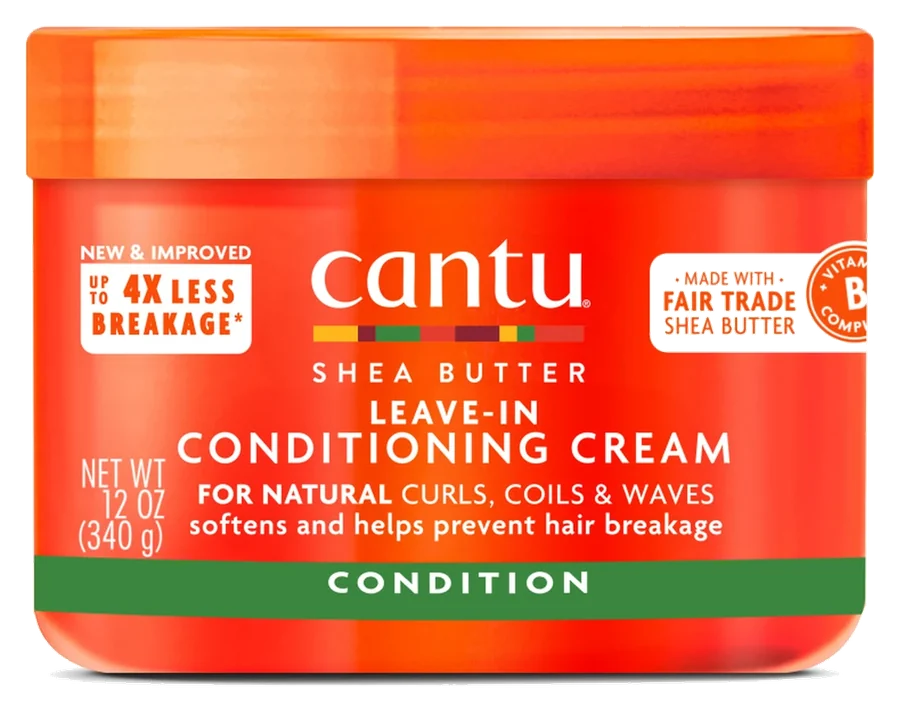 NEW & IMPROVED
UP TO 4X LESS
BREAKAGE*
cantu®
SHEA BUTTER
· MADE WITH ·
FAIR TRADE
SHEA BUTTER
LEAVE-IN
CONDITIONING CREAM
FOR NATURAL CURLS, COILS & WAVES
softens and helps prevent hair breakage
NET WT
12 OZ
(340 g)
CONDITION